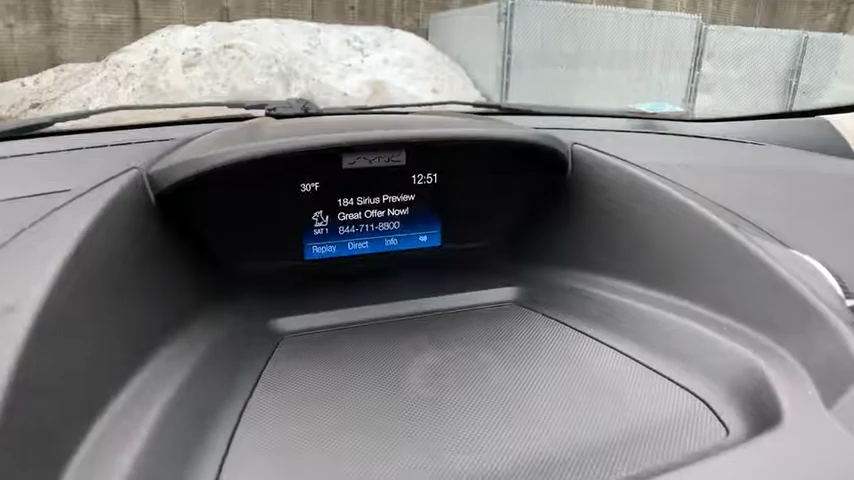 SYNC
30°F
12:51
184 Sirius Preview
Great Offer Now!
SAT 1
844-711-8800
Replay Direct Info